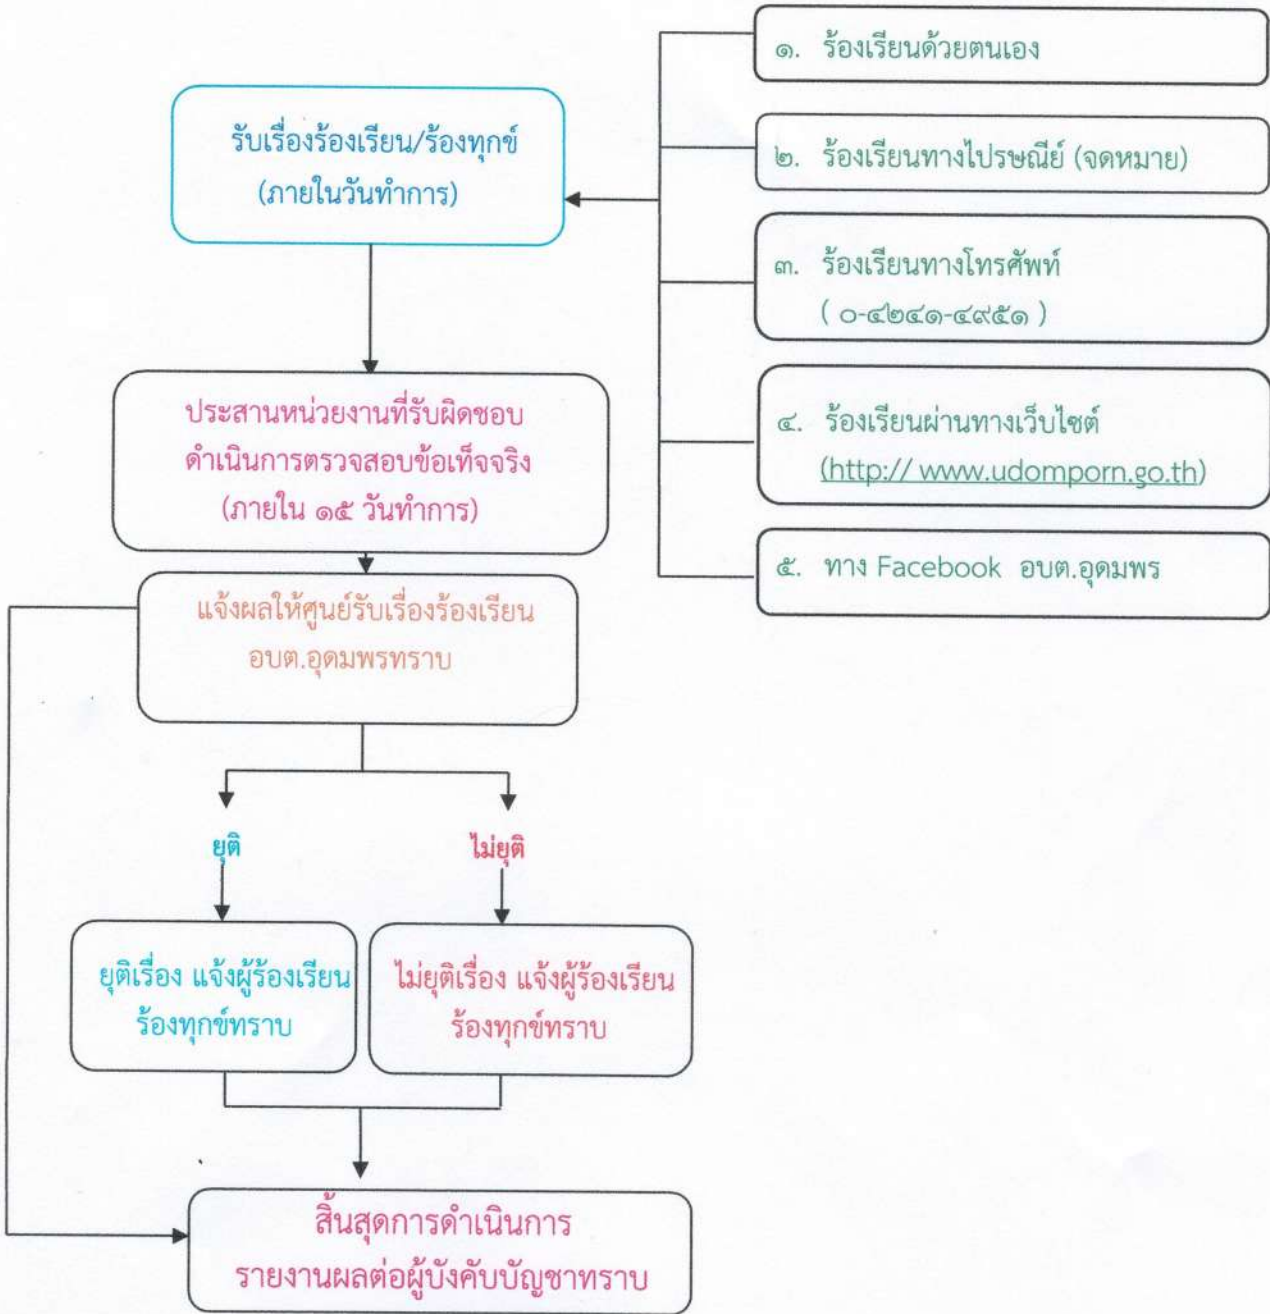 รับเรื่องร้องเรียน/ร้องทุกข์
(ภายในวันทำการ)
๑. ร้องเรียนด้วยตนเอง
๒. ร้องเรียนทางไปรษณีย์ (จดหมาย)
๓. ร้องเรียนทางโทรศัพท์
( ๐-๔๒๔๑-๔๙๕๑ )
๔. ร้องเรียนผ่านทางเว็บไซต์
(http:// www.udomporn.go.th)
๕. ทาง Facebook อบต.อุดมพร
ประสานหน่วยงานที่รับผิดชอบ
ดำเนินการตรวจสอบข้อเท็จจริง
(ภายใน ๑๕ วันทำการ)
แจ้งผลให้ศูนย์รับเรื่องร้องเรียน
อบต.อุดมพรทราบ
ยุติ
ไม่ยุติ
ยุติเรื่อง แจ้งผู้ร้องเรียน
ร้องทุกข์ทราบ
ไม่ยุติเรื่อง แจ้งผู้ร้องเรียน
ร้องทุกข์ทราบ
สิ้นสุดการดำเนินการ
รายงานผลต่อผู้บังคับบัญชาทราบ